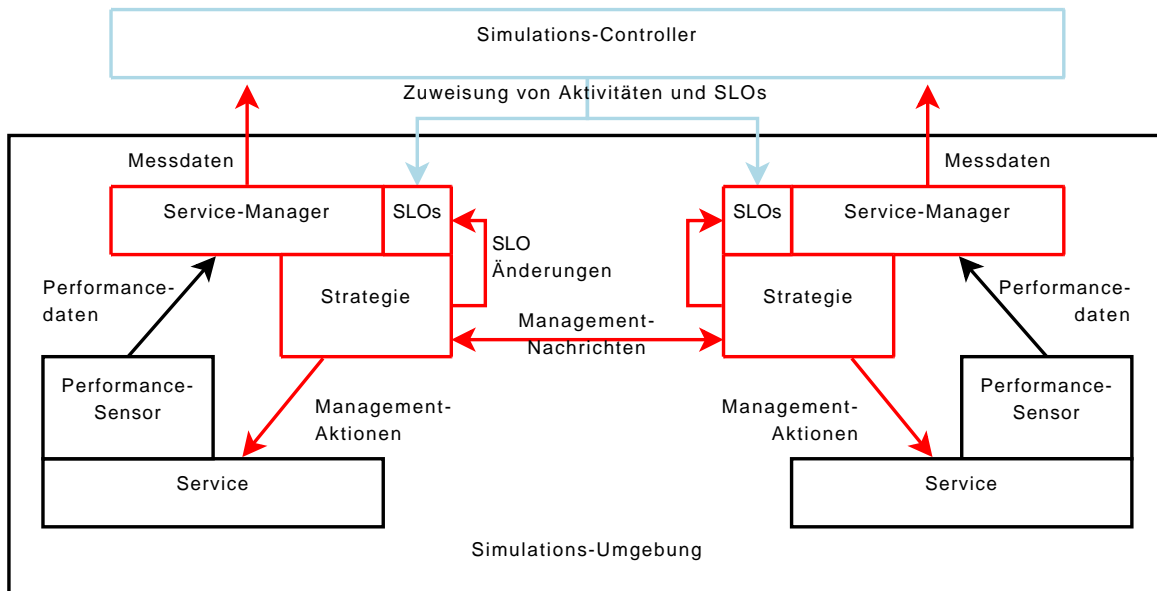 Simulations-Controller
Zuweisung von Aktivitäten und SLOs
Messdaten
Messdaten
Service-Manager
SLOs
SLOs
Service-Manager
SLO
Änderungen
Performance-
daten
Strategie
Strategie
Performance-
daten
Management-
Nachrichten
Performance-
Sensor
Management-
Aktionen
Management-
Aktionen
Performance-
Sensor
Service
Service
Simulations-Umgebung